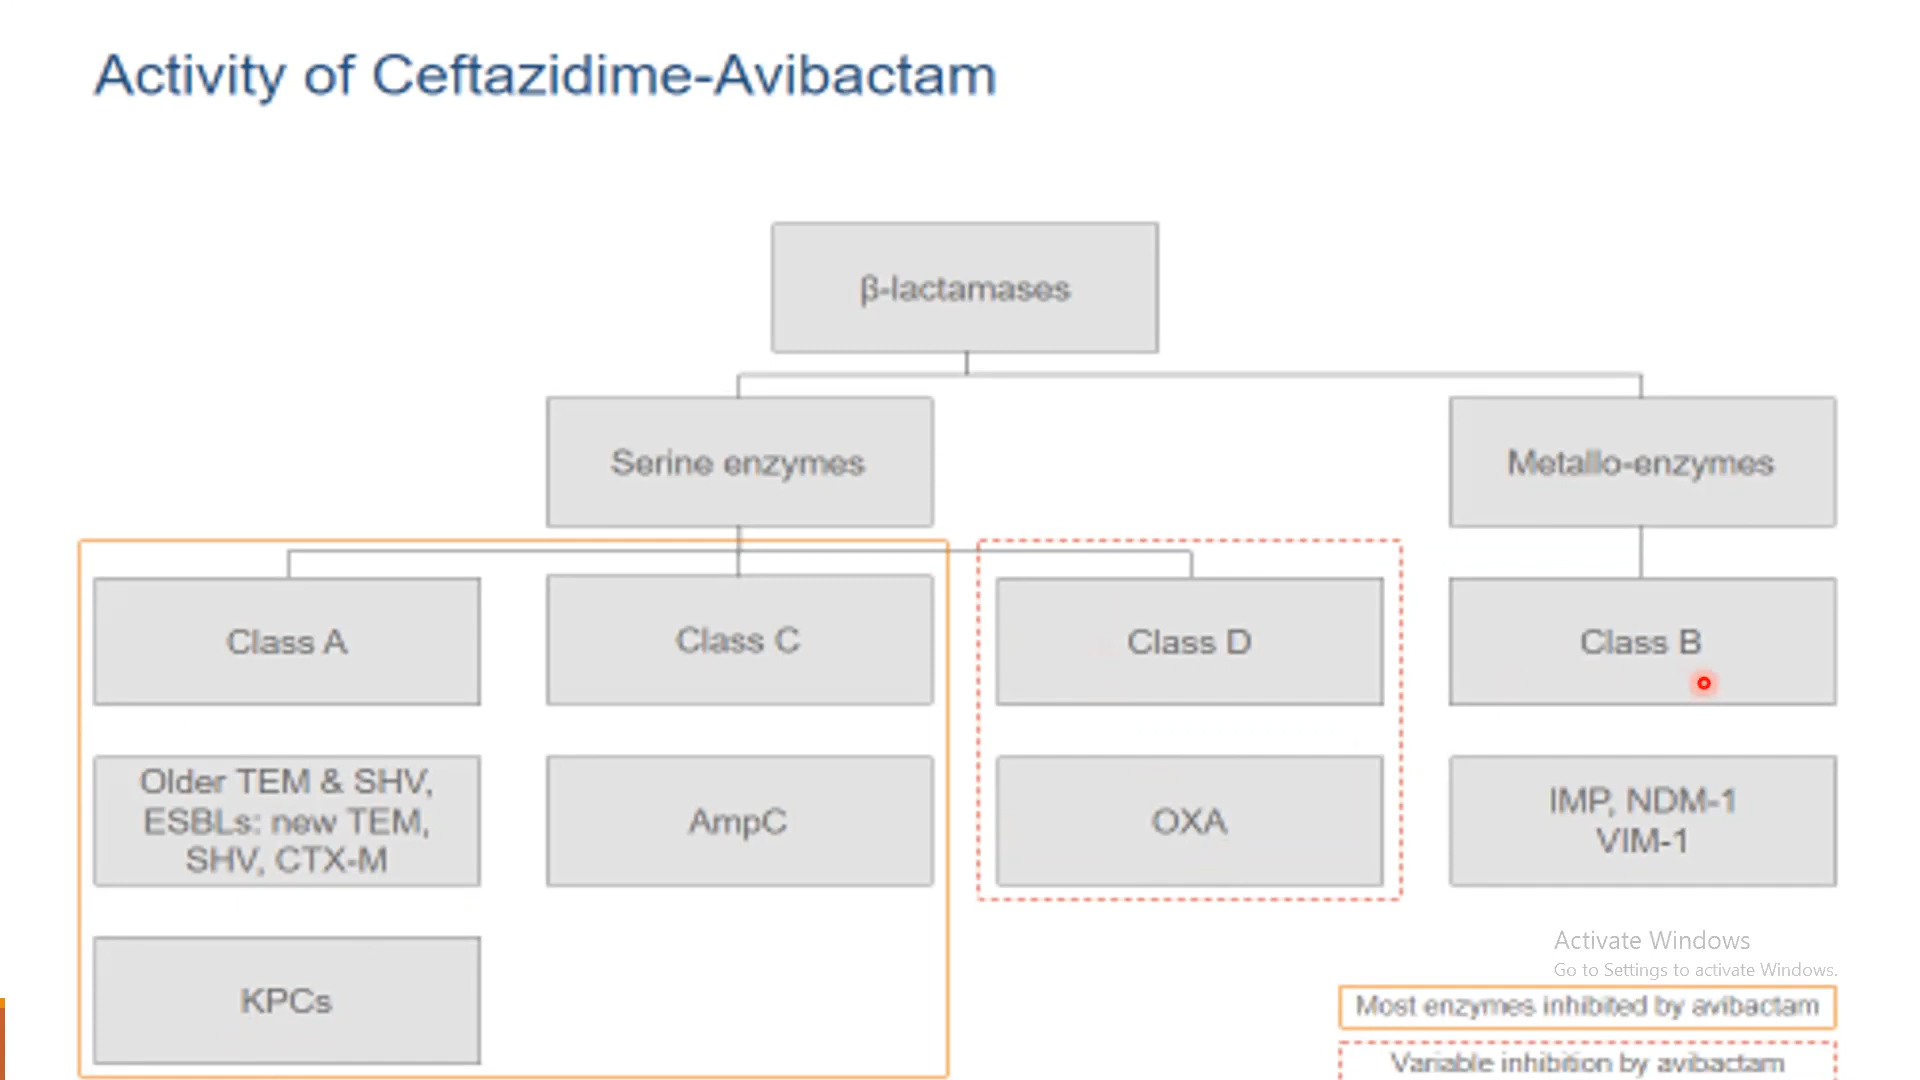 Activity of Ceftazidime-Avibactam
β-lactamases
Serine enzymes
Metallo-enzymes
Class A
Class C
Class D
Class B
Older TEM & SHV,
ESBLs: new TEM,
SHV, CTX-M
AmpC
OXA
IMP, NDM-1
VIM-1
KPCs
Activate Windows
Go to Settings to activate Windows.
Most enzymes inhibited by avibactam
Variable inhibition by avibactam